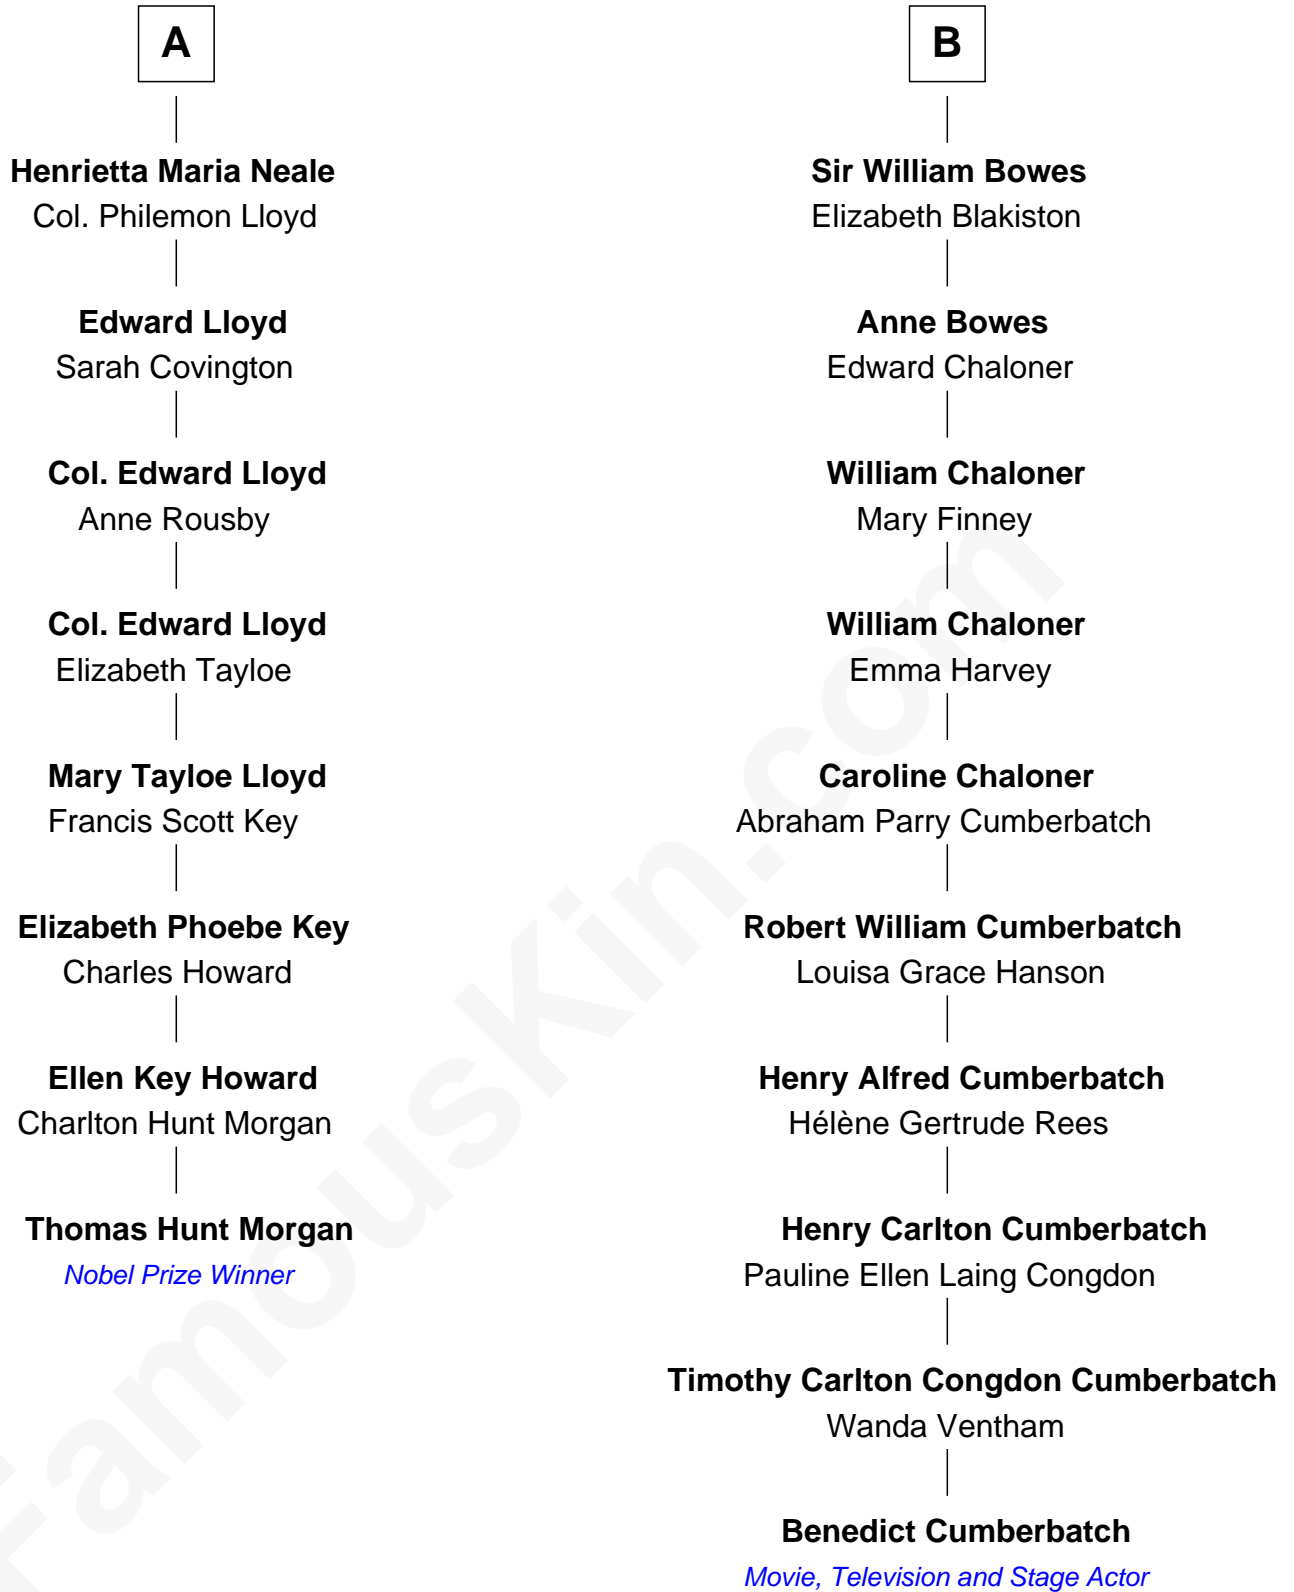 A
Henrietta Maria Neale
Col. Philemon Lloyd
Edward Lloyd
Sarah Covington
Col. Edward Lloyd
Anne Rousby
Col. Edward Lloyd
Elizabeth Tayloe
Mary Tayloe Lloyd
Francis Scott Key
Elizabeth Phoebe Key
Charles Howard
Ellen Key Howard
Charlton Hunt Morgan
Thomas Hunt Morgan
Nobel Prize Winner
B
Sir William Bowes
Elizabeth Blakiston
Anne Bowes
Edward Chaloner
William Chaloner
Mary Finney
William Chaloner
Emma Harvey
Caroline Chaloner
Abraham Parry Cumberbatch
Robert William Cumberbatch
Louisa Grace Hanson
Henry Alfred Cumberbatch
Hélène Gertrude Rees
Henry Carlton Cumberbatch
Pauline Ellen Laing Congdon
Timothy Carlton Congdon Cumberbatch
Wanda Ventham
Benedict Cumberbatch
Movie, Television and Stage Actor
FamousKin.com